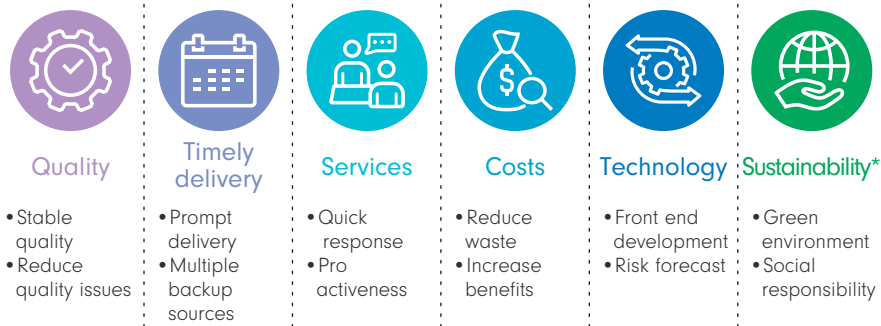 $
Quality
• Stable
quality
• Reduce
quality issues
Timely
delivery
• Prompt
delivery
• Multiple
backup
sources
Services
• Quick
response
• Pro
activeness
Costs
• Reduce
waste
• Increase
benefits
Technology
• Front end
development
• Risk forecast
Sustainability*
• Green
environment
• Social
responsibility